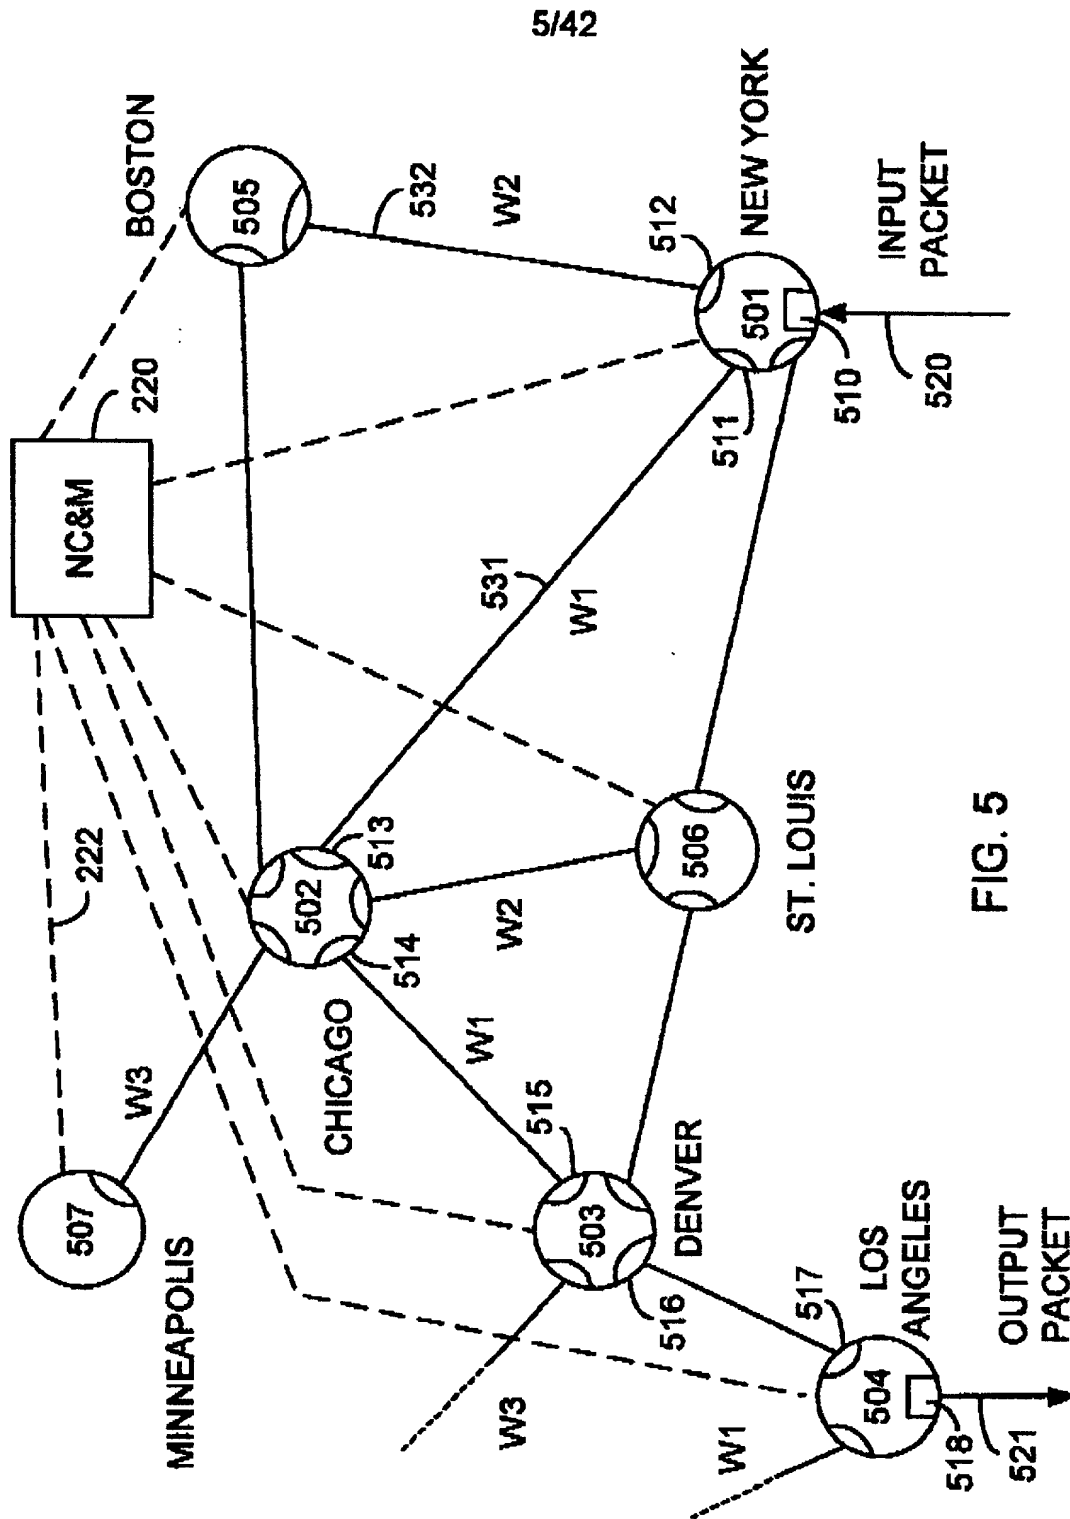 5/42
BOSTON
505
532
W2
NEW YORK
512
501
511
510
INPUT
PACKET
520
NC&M
220
531
W1
222
502
513
514
CHICAGO
W2
506
ST. LOUIS
W3
507
MINNEAPOLIS
W1
515
503
DENVER
516
W3
517
LOS
ANGELES
504
W1
518
521
OUTPUT
PACKET
FIG. 5